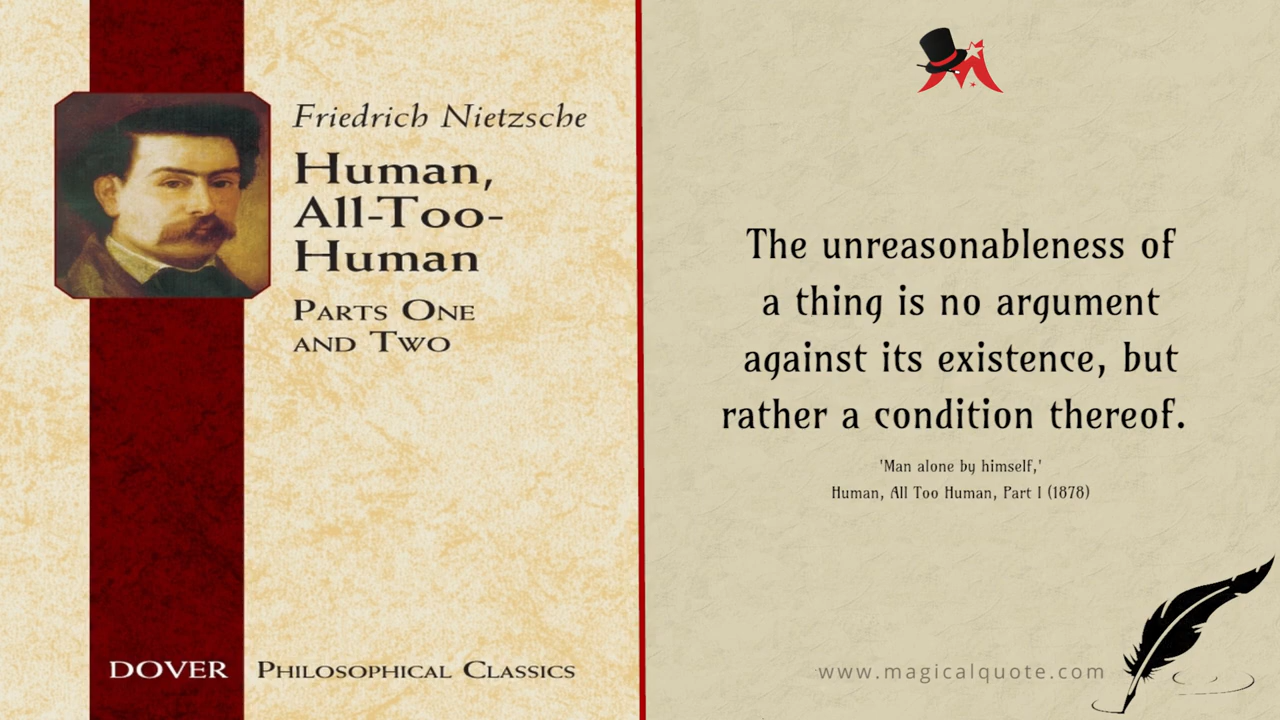 Friedrich Nietzsche
Human,
All-Too-
Human
Parts One
and Two
DOVER Philosophical Classics
The unreasonableness of
a thing is no argument
against its existence, but
rather a condition thereof.
'Man alone by himself,'
Human, All Too Human, Part I (1878)
www.magicalquote.com